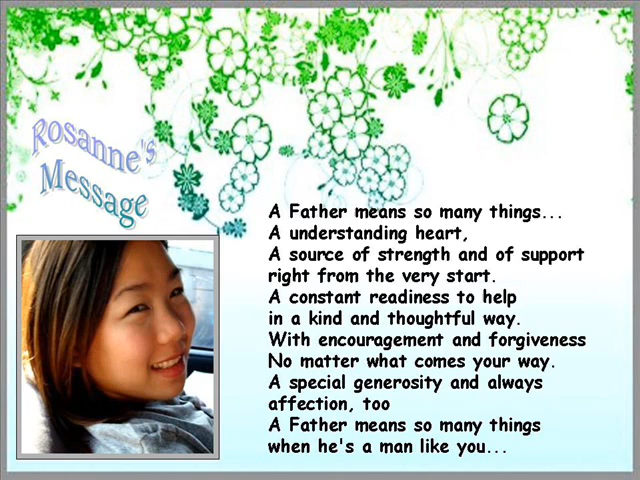 Rosanne's
Message
A Father means so many things...
A understanding heart,
A source of strength and of support
right from the very start.
A constant readiness to help
in a kind and thoughtful way.
With encouragement and forgiveness
No matter what comes your way.
A special generosity and always
affection, too
A Father means so many things
when he's a man like you...